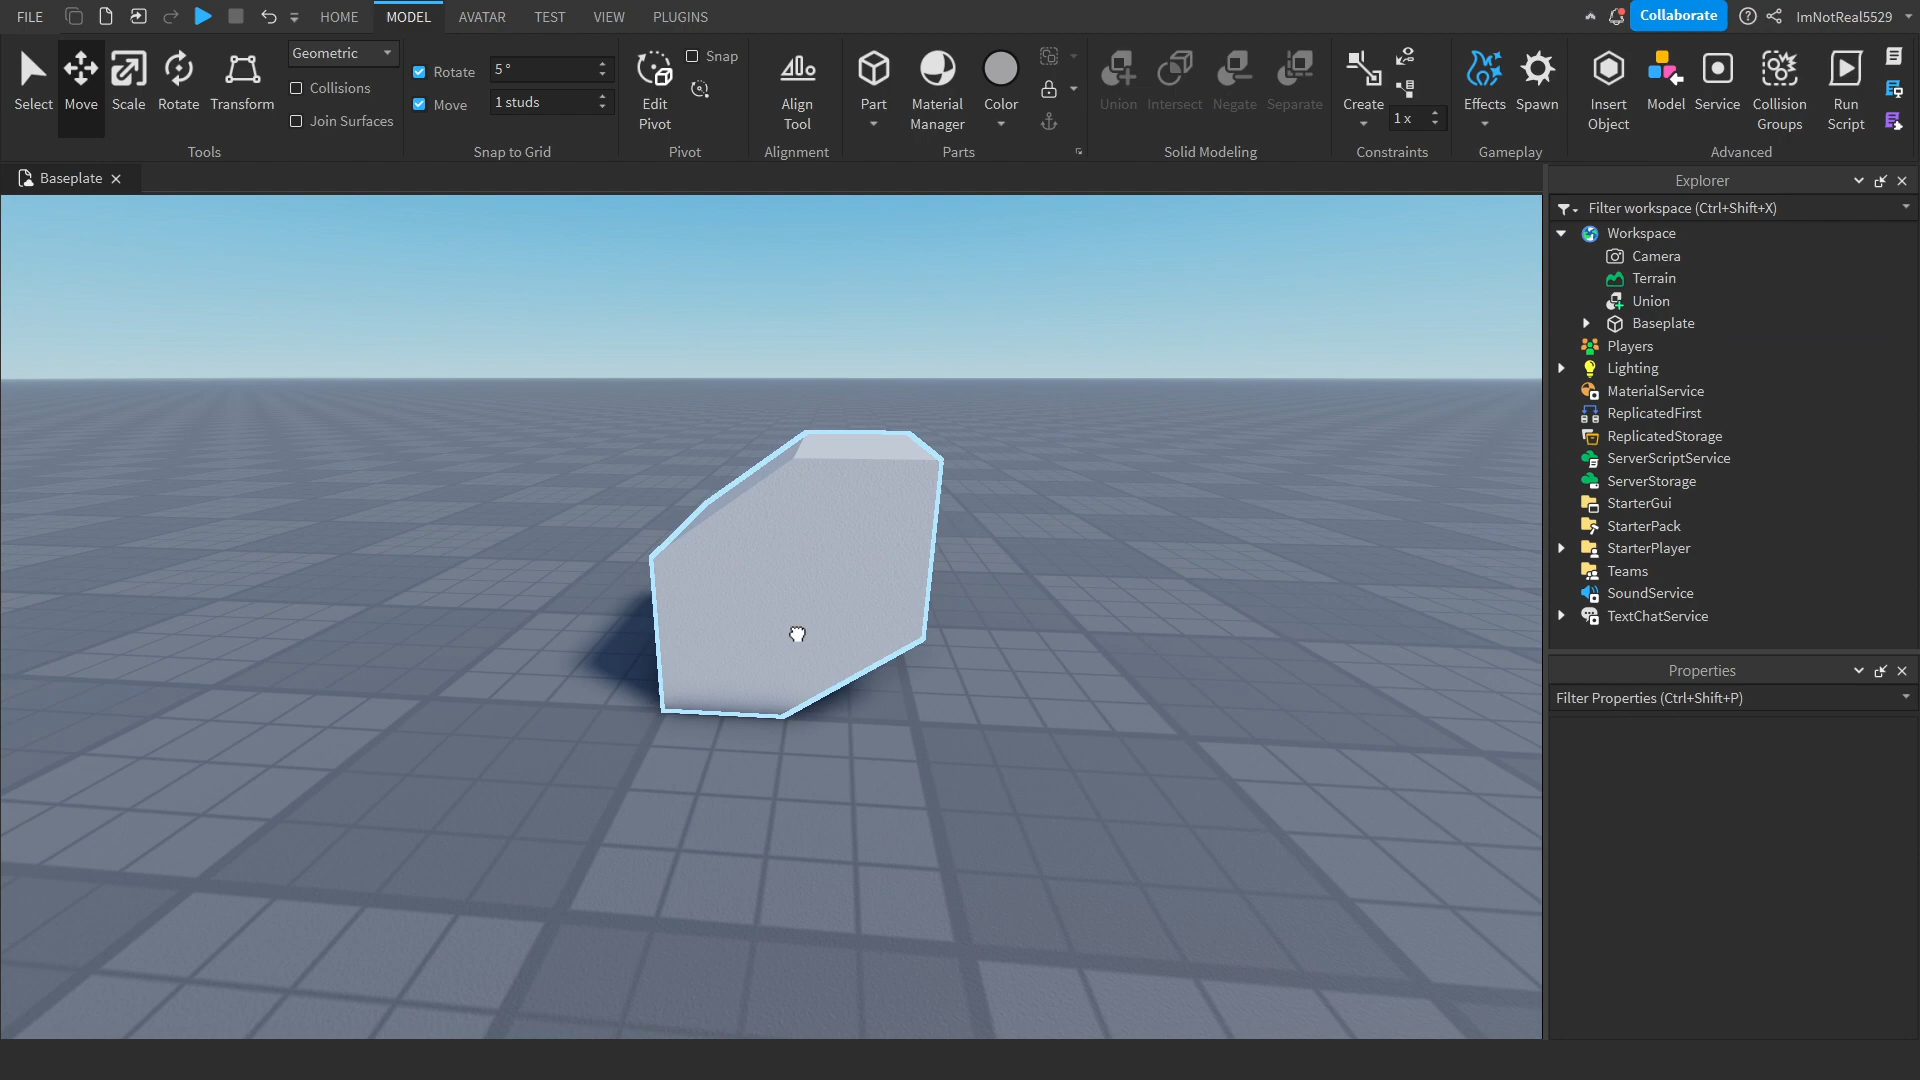 FILE HOME MODEL AVATAR TEST VIEW PLUGINS Collaborate ImNotReal5529
Select Move Scale Rotate Transform
Geometric
Collisions
Join Surfaces
Tools
Rotate 5°
Move 1 studs
Snap to Grid
Edit
Pivot
Snap
Pivot
Align
Tool
Alignment
Part
Material
Manager
Color
Parts
Union Intersect Negate Separate
Solid Modeling
Create
1 x
Constraints
Effects Spawn
Gameplay
Insert
Object
Model
Service
Collision
Groups
Run
Script
Advanced
Baseplate
Explorer
Filter workspace (Ctrl+Shift+X)
Workspace
Camera
Terrain
Union
Baseplate
Players
Lighting
MaterialService
ReplicatedFirst
ReplicatedStorage
ServerScriptService
ServerStorage
StarterGui
StarterPack
StarterPlayer
Teams
SoundService
TextChatService
Properties
Filter Properties (Ctrl+Shift+P)